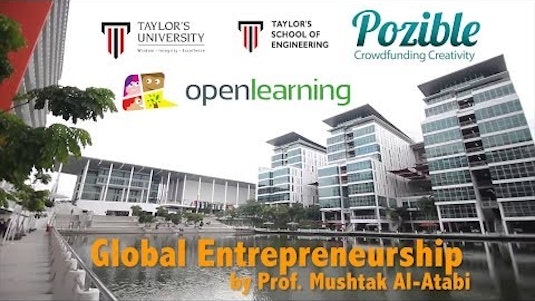 TAYLOR'S
UNIVERSITY
Wisdom • Integrity • Excellence
TAYLOR'S
SCHOOL OF
ENGINEERING
Pozible
Crowdfunding Creativity
openlearning
Global Entrepreneurship
by Prof. Mushtak Al-Atabi